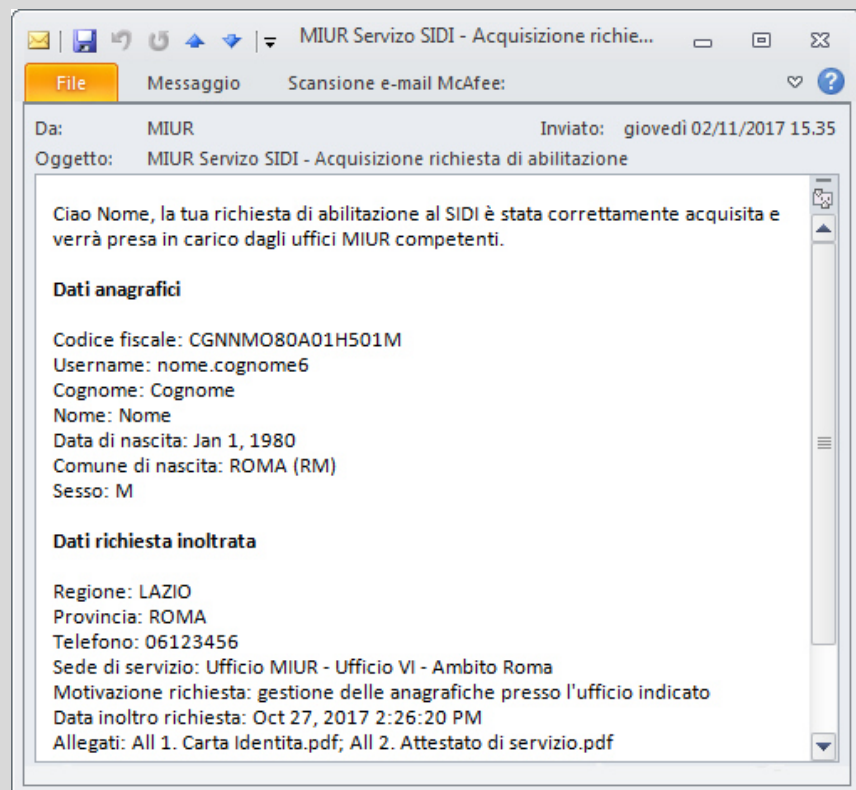 MIUR Servizo SIDI - Acquisizione richie...
File Messaggio Scansione e-mail McAfee:
Da: MIUR Inviato: giovedì 02/11/2017 15.35
Oggetto: MIUR Servizo SIDI - Acquisizione richiesta di abilitazione
Ciao Nome, la tua richiesta di abilitazione al SIDI è stata correttamente acquisita e
verrà presa in carico dagli uffici MIUR competenti.
Dati anagrafici
Codice fiscale: CGNNMO80A01H501M
Username: nome.cognome6
Cognome: Cognome
Nome: Nome
Data di nascita: Jan 1, 1980
Comune di nascita: ROMA (RM)
Sesso: M
Dati richiesta inoltrata
Regione: LAZIO
Provincia: ROMA
Telefono: 06123456
Sede di servizio: Ufficio MIUR - Ufficio VI - Ambito Roma
Motivazione richiesta: gestione delle anagrafiche presso l'ufficio indicato
Data inoltro richiesta: Oct 27, 2017 2:26:20 PM
Allegati: All 1. Carta Identita.pdf; All 2. Attestato di servizio.pdf